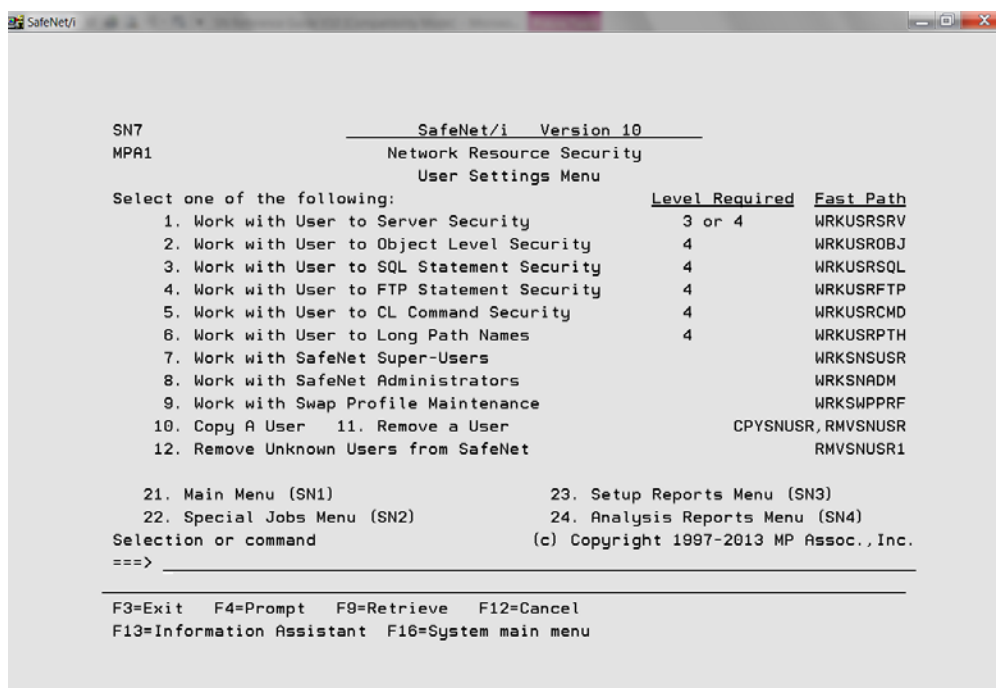 SafeNet/i
SN7 SafeNet/i Version 10
MPA1 Network Resource Security
User Settings Menu
Select one of the following: Level Required Fast Path
1. Work with User to Server Security 3 or 4 WRKUSRSRV
2. Work with User to Object Level Security 4 WRKUSROBJ
3. Work with User to SQL Statement Security 4 WRKUSRSQL
4. Work with User to FTP Statement Security 4 WRKUSRFTP
5. Work with User to CL Command Security 4 WRKUSRCMD
6. Work with User to Long Path Names 4 WRKUSRPTH
7. Work with SafeNet Super-Users WRKSNSUSR
8. Work with SafeNet Administrators WRKSNADM
9. Work with Swap Profile Maintenance WRKSWPPRF
10. Copy A User 11. Remove a User CPYSNUSR,RMVSNUSR
12. Remove Unknown Users from SafeNet RMVSNUSR1
21. Main Menu (SN1) 23. Setup Reports Menu (SN3)
22. Special Jobs Menu (SN2) 24. Analysis Reports Menu (SN4)
Selection or command (c) Copyright 1997-2013 MP Assoc.,Inc.
===>
F3=Exit F4=Prompt F9=Retrieve F12=Cancel
F13=Information Assistant F16=System main menu